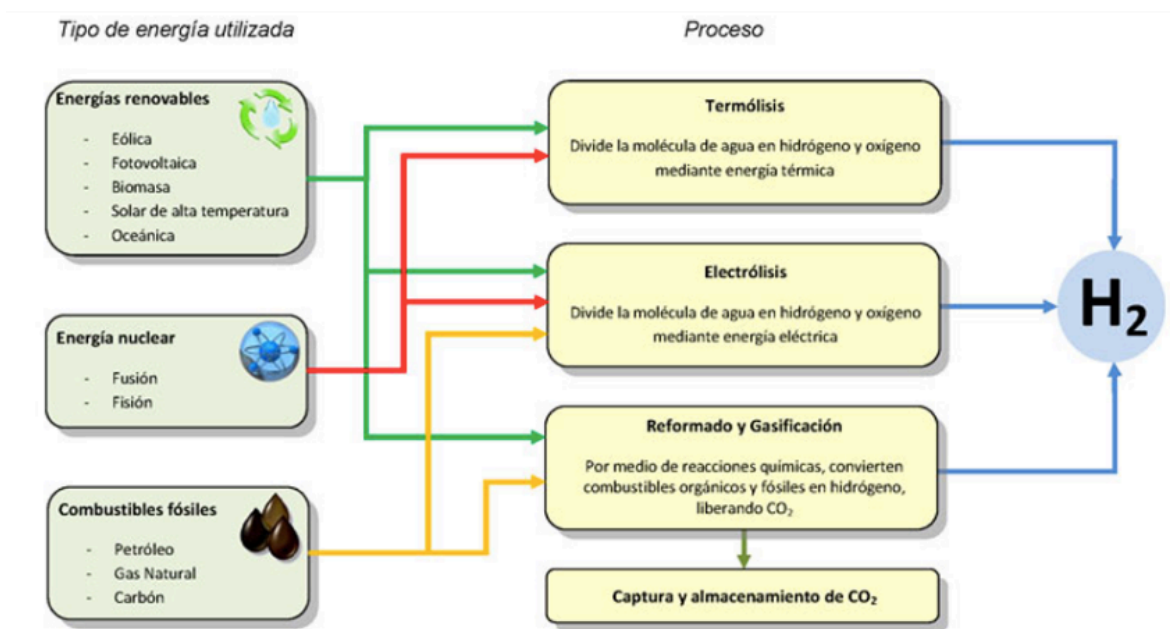 Tipo de energía utilizada
Proceso
Energías renovables
- Eólica
- Fotovoltaica
- Biomasa
- Solar de alta temperatura
- Oceánica
Energía nuclear
- Fusión
- Fisión
Combustibles fósiles
- Petróleo
- Gas Natural
- Carbón
Termólisis
Divide la molécula de agua en hidrógeno y oxígeno
mediante energía térmica
Electrólisis
Divide la molécula de agua en hidrógeno y oxígeno
mediante energía eléctrica
Reformado y Gasificación
Por medio de reacciones químicas, convierten
combustibles orgánicos y fósiles en hidrógeno,
liberando CO₂
Captura y almacenamiento de CO₂
H₂